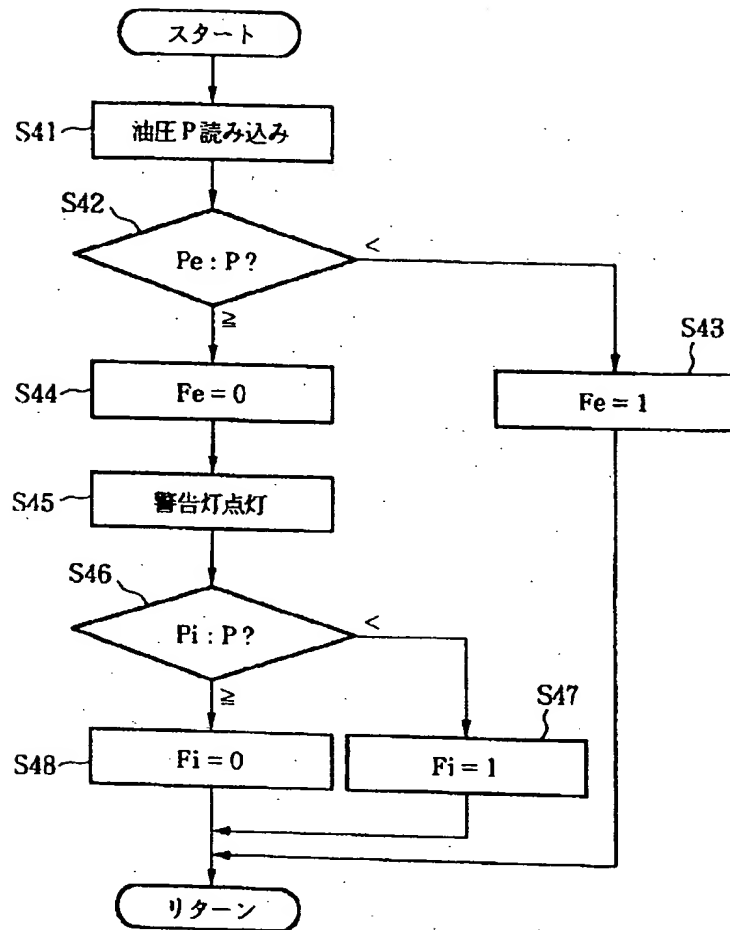 スタート
S41
油圧P読み込み
S42
Pe : P ?
<
≧
S43
Fe = 1
S44
Fe = 0
S45
警告灯点灯
S46
Pi : P ?
<
≧
S47
Fi = 1
S48
Fi = 0
リターン